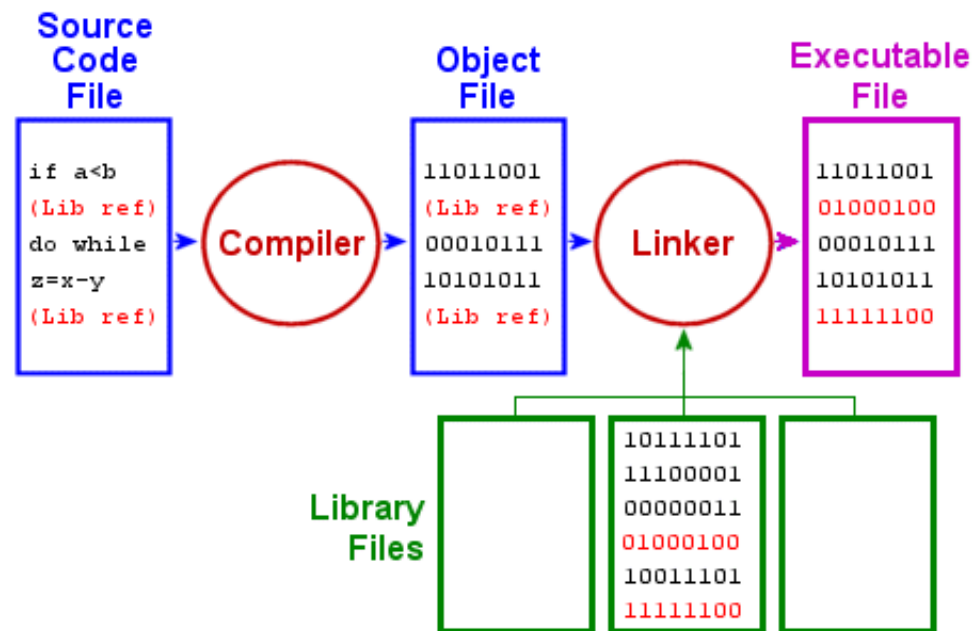 Source
Code
File
if a<b
(Lib ref)
do while
z=x-y
(Lib ref)
Compiler
Object
File
11011001
(Lib ref)
00010111
10101011
(Lib ref)
Linker
Executable
File
11011001
01000100
00010111
10101011
11111100
Library
Files
10111101
11100001
00000011
01000100
10011101
11111100